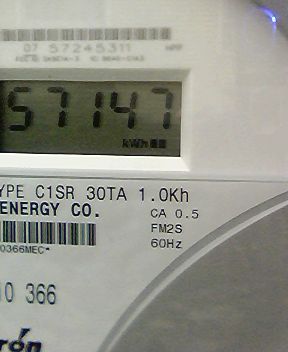 07 57245311
57147
kWh
YPE C1SR 30TA 1.0Kh
ENERGY CO.
CA 0.5
FM2S
60Hz
0366MEC*
10 366
rón